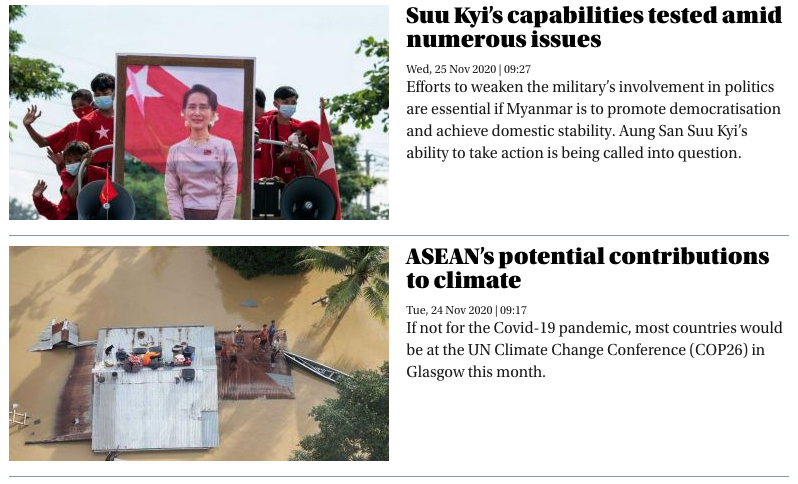 Suu Kyi’s capabilities tested amid
numerous issues
Wed, 25 Nov 2020 | 09:27
Efforts to weaken the military’s involvement in politics
are essential if Myanmar is to promote democratisation
and achieve domestic stability. Aung San Suu Kyi’s
ability to take action is being called into question.
ASEAN’s potential contributions
to climate
Tue, 24 Nov 2020 | 09:17
If not for the Covid-19 pandemic, most countries would
be at the UN Climate Change Conference (COP26) in
Glasgow this month.